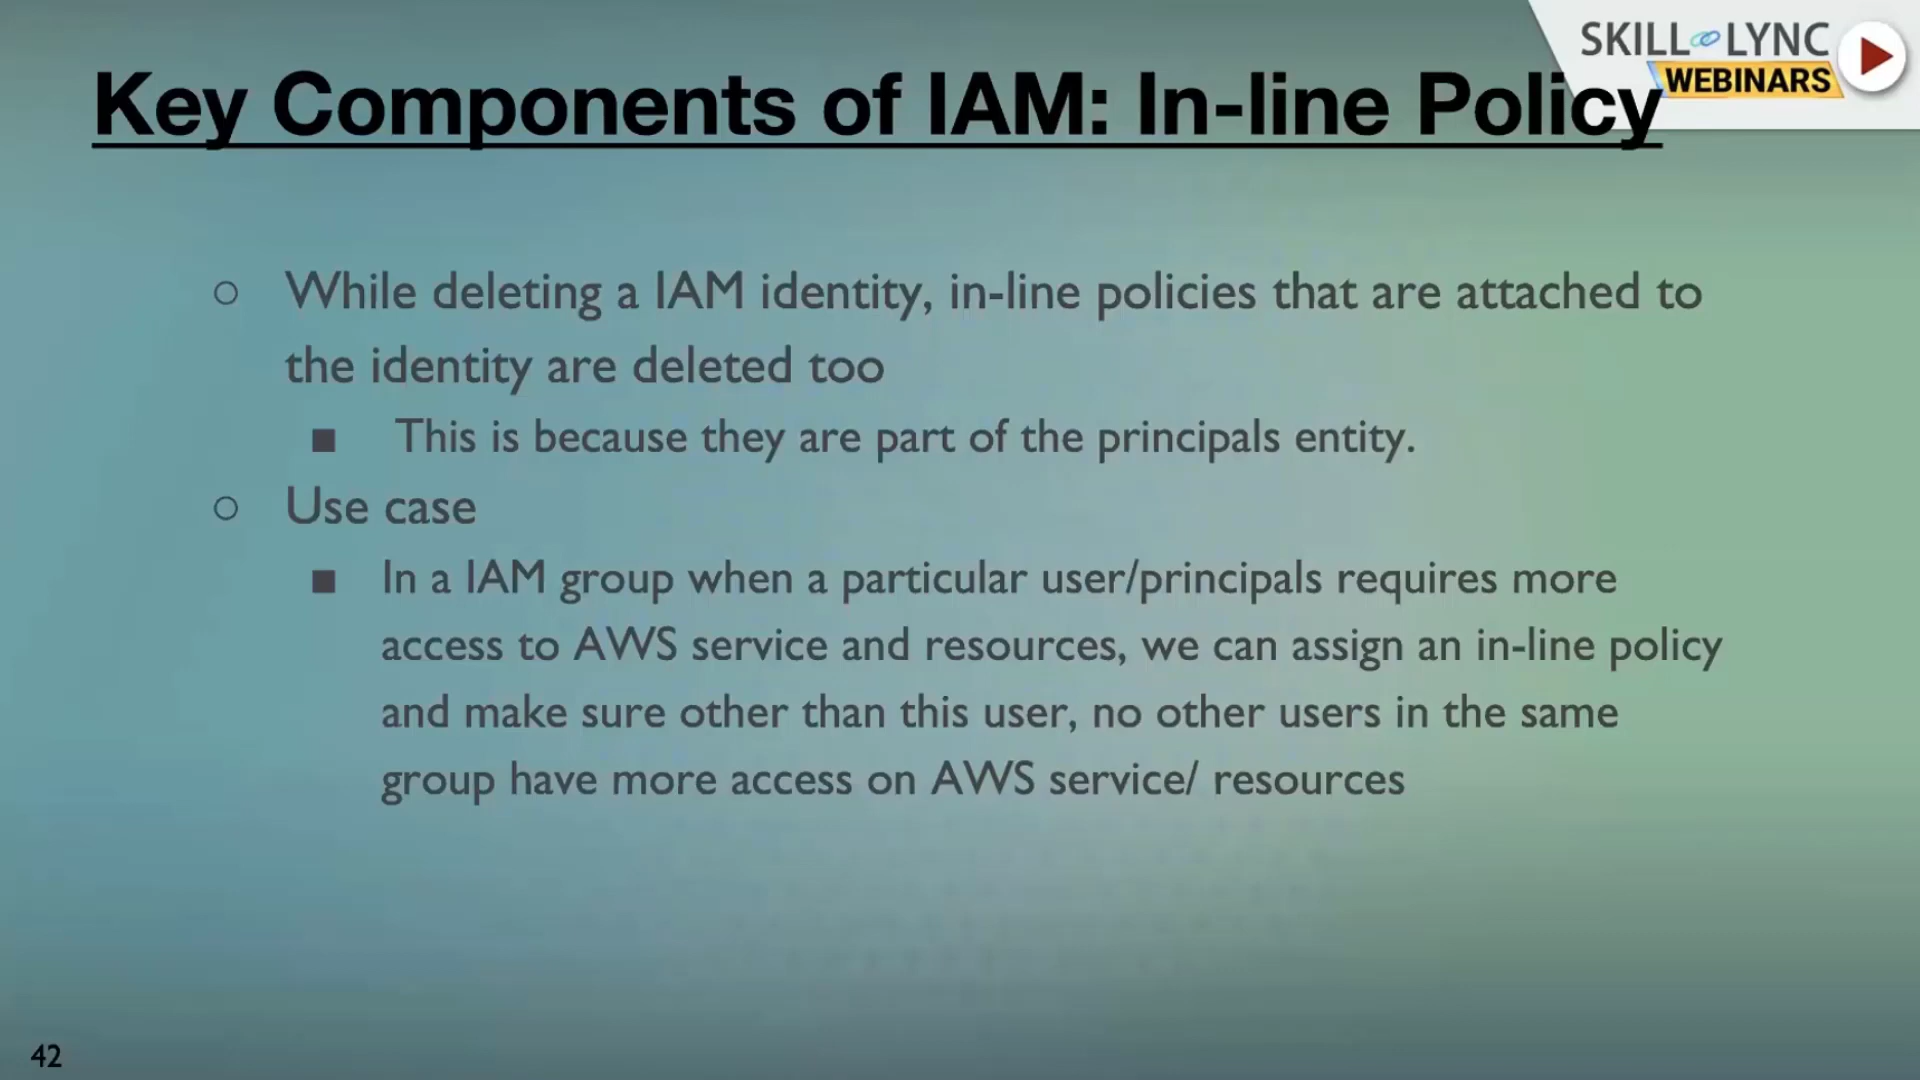 SKILL LYNC
WEBINARS
Key Components of IAM: In-line Policy
○ While deleting a IAM identity, in-line policies that are attached to
the identity are deleted too
■ This is because they are part of the principals entity.
○ Use case
■ In a IAM group when a particular user/principals requires more
access to AWS service and resources, we can assign an in-line policy
and make sure other than this user, no other users in the same
group have more access on AWS service/ resources
42